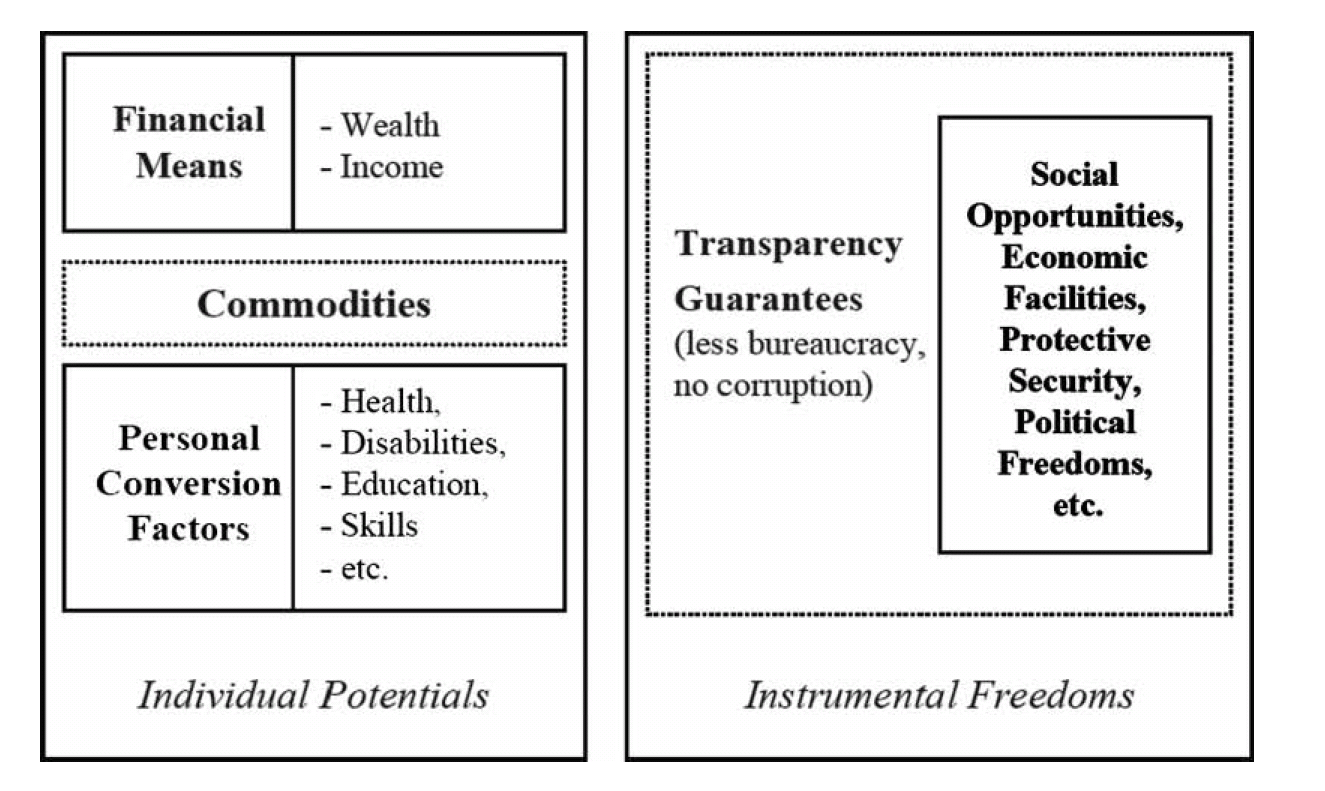 Financial
Means
- Wealth
- Income
Commodities
Personal
Conversion
Factors
- Health,
- Disabilities,
- Education,
- Skills
- etc.
Individual Potentials
Transparency
Guarantees
(less bureaucracy,
no corruption)
Social
Opportunities,
Economic
Facilities,
Protective
Security,
Political
Freedoms,
etc.
Instrumental Freedoms